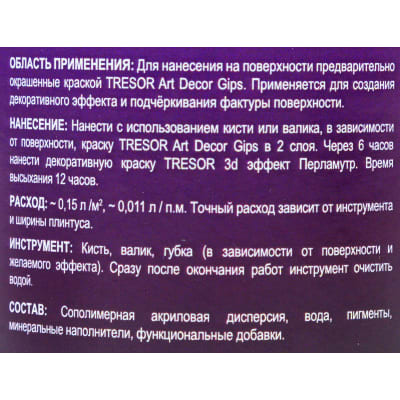 ОБЛАСТЬ ПРИМЕНЕНИЯ: Для нанесения на поверхности предварительно
окрашенные краской TRESOR Art Decor Gips. Применяется для создания
декоративного эффекта и подчёркивания фактуры поверхности.
НАНЕСЕНИЕ: Нанести с использованием кисти или валика, в зависимости
от поверхности, краску TRESOR Art Decor Gips в 2 слоя. Через 6 часов
нанести декоративную краску TRESOR 3d эффект Перламутр. Время
высыхания 12 часов.
РАСХОД: ~ 0,15 л/м², ~ 0,011 л / п.м. Точный расход зависит от инструмента
и ширины плинтуса.
ИНСТРУМЕНТ: Кисть, валик, губка (в зависимости от поверхности и
желаемого эффекта). Сразу после окончания работ инструмент очистить
водой.
СОСТАВ: Сополимерная акриловая дисперсия, вода, пигменты,
минеральные наполнители, функциональные добавки.